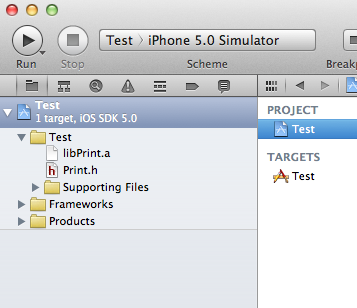 Test
iPhone 5.0 Simulator
Run
Stop
Scheme
Breakp
Test
1 target, iOS SDK 5.0
Test
libPrint.a
h Print.h
Supporting Files
Frameworks
Products
PROJECT
Test
TARGETS
Test